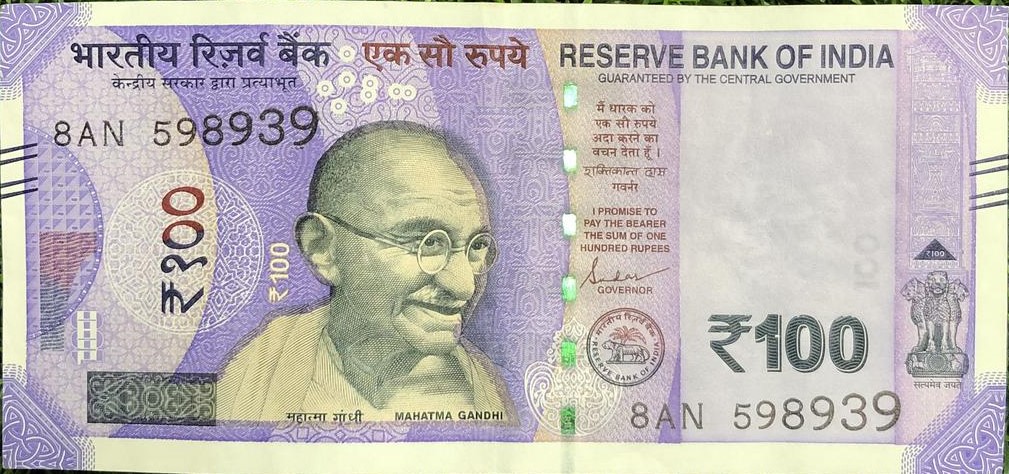 भारतीय रिज़र्व बैंक
केन्द्रीय सरकार द्वारा प्रत्याभूत
एक सौ रुपये
RESERVE BANK OF INDIA
GUARANTEED BY THE CENTRAL GOVERNMENT
8AN 598939
₹१००
₹100
मैं धारक को
एक सौ रुपये
अदा करने का
वचन देता हूँ ।
शक्तिकान्त दास
गवर्नर
I PROMISE TO
PAY THE BEARER
THE SUM OF ONE
HUNDRED RUPEES
GOVERNOR
भारतीय रिज़र्व बैंक
RESERVE BANK OF INDIA
महात्मा गांधी
MAHATMA GANDHI
100
₹100
₹100
सत्यमेव जयते
8AN 598939